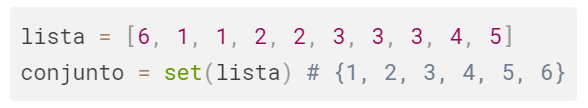 lista = [6, 1, 1, 2, 2, 3, 3, 3, 4, 5]
conjunto = set(lista) # {1, 2, 3, 4, 5, 6}